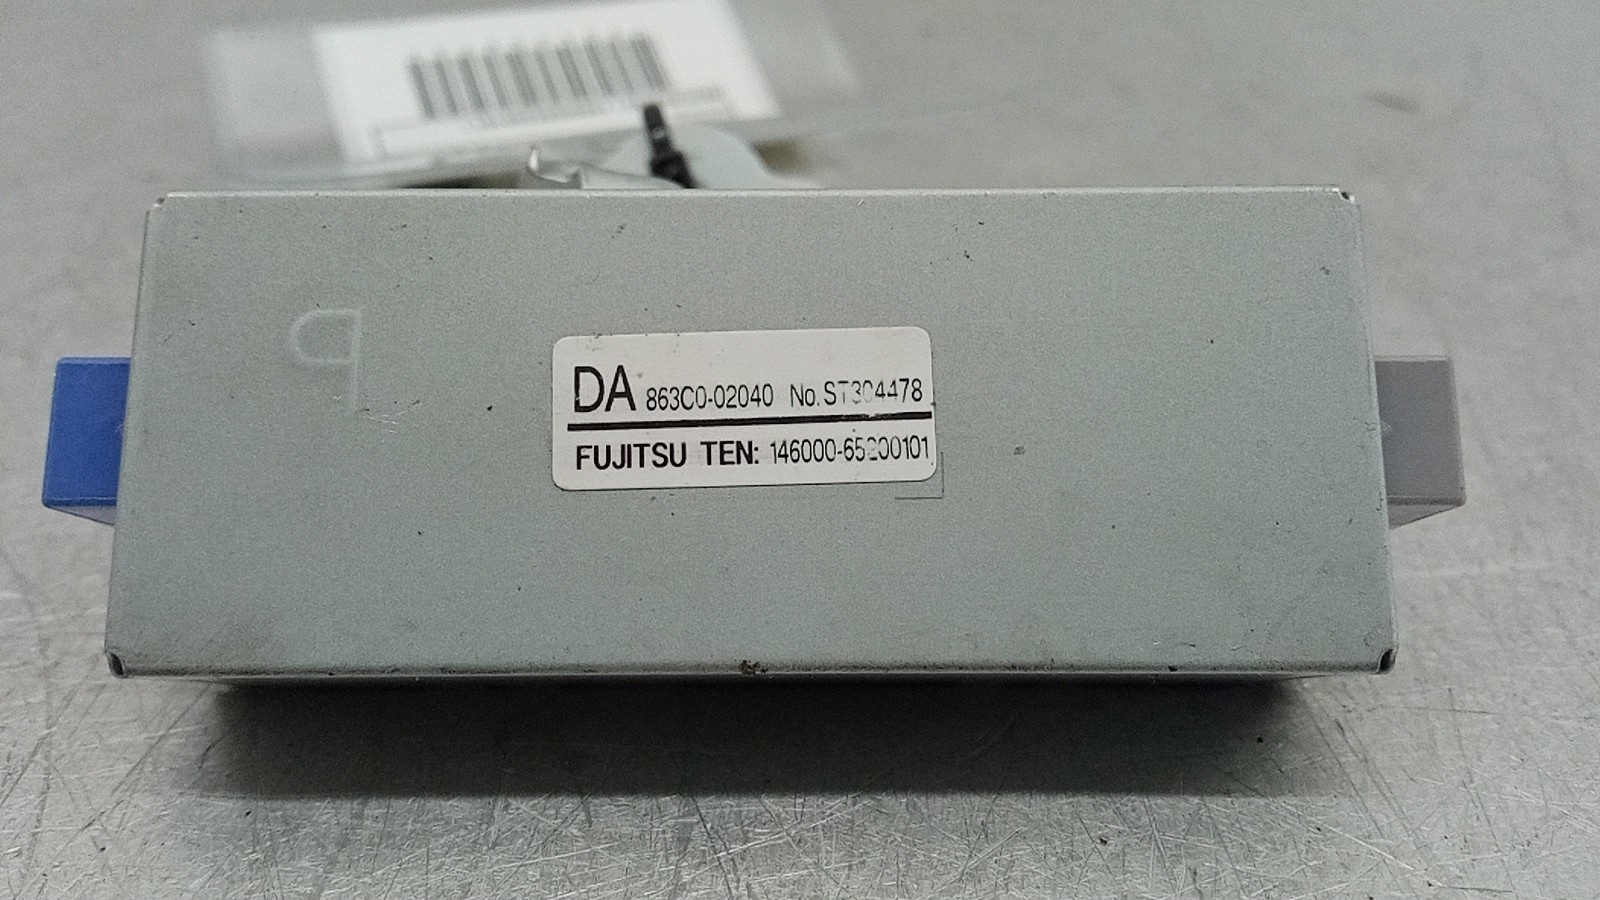 DA 863C0-02040 No.ST304478
FUJITSU TEN: 146000-65200101